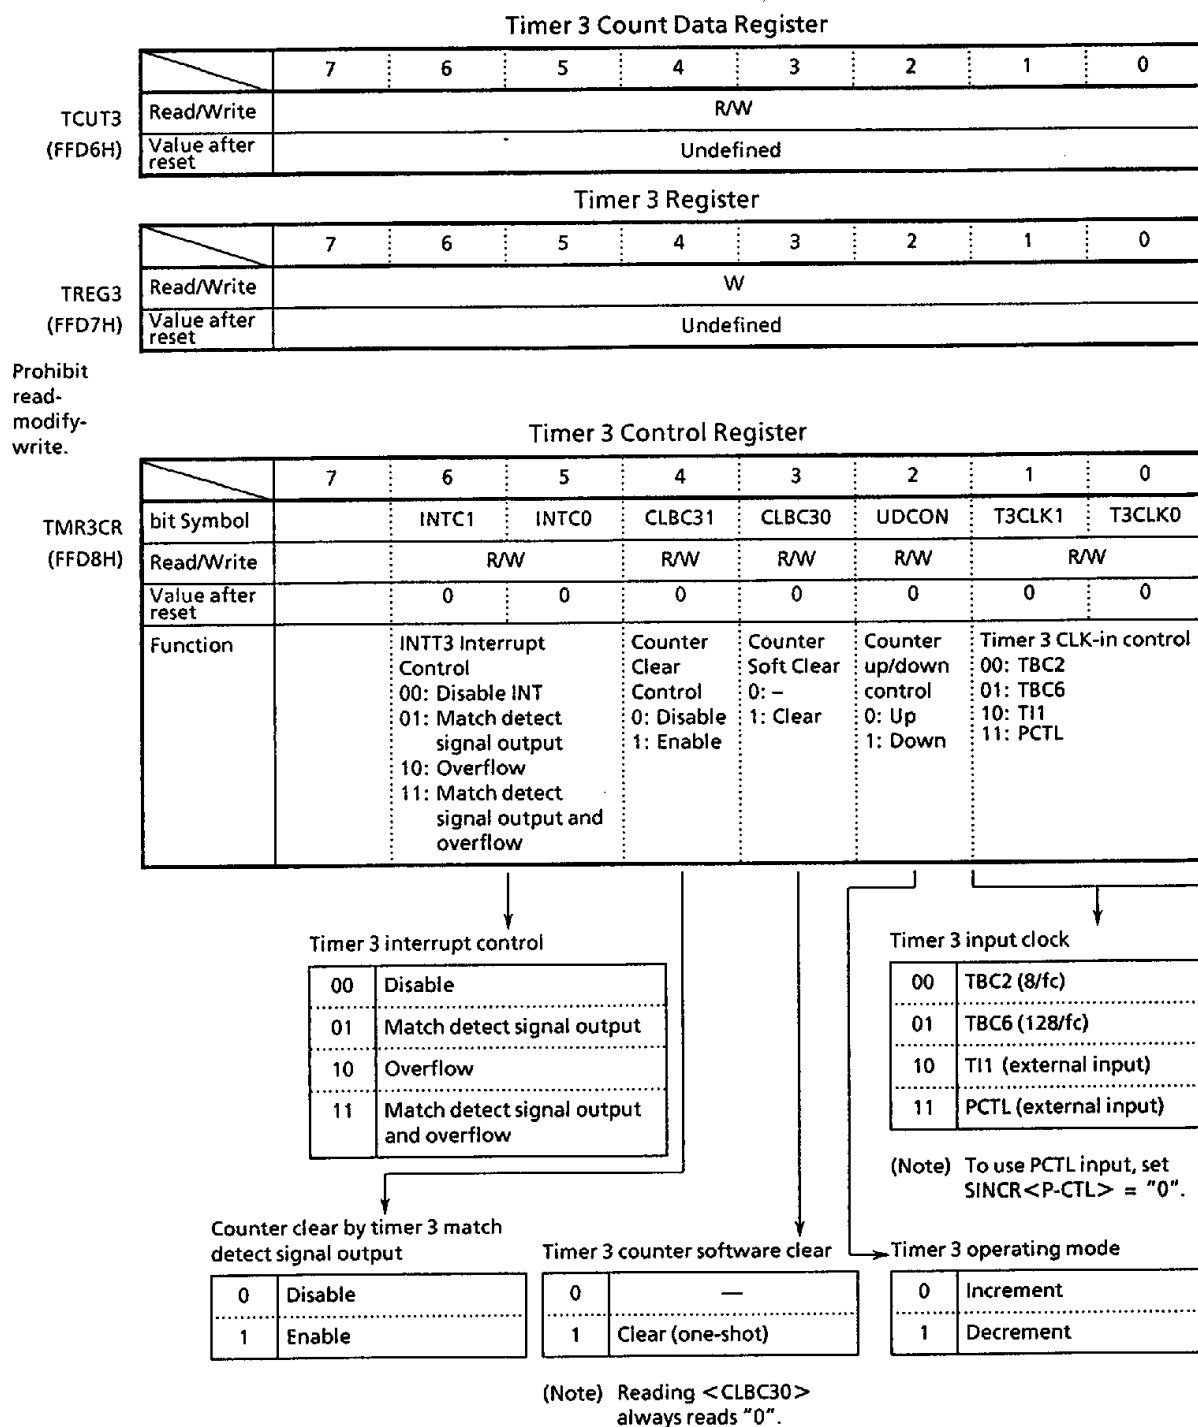 Timer 3 Count Data Register
7 6 5 4 3 2 1 0
TCUT3 Read/Write R/W
(FFD6H) Value after reset Undefined
Timer 3 Register
7 6 5 4 3 2 1 0
TREG3 Read/Write W
(FFD7H) Value after reset Undefined
Prohibit
read-
modify-
write.
Timer 3 Control Register
7 6 5 4 3 2 1 0
TMR3CR bit Symbol INTC1 INTC0 CLBC31 CLBC30 UDCON T3CLK1 T3CLK0
(FFD8H) Read/Write R/W R/W R/W R/W R/W
Value after reset 0 0 0 0 0 0 0
Function
INTT3 Interrupt
Control
00: Disable INT
01: Match detect
signal output
10: Overflow
11: Match detect
signal output and
overflow
Counter
Clear
Control
0: Disable
1: Enable
Counter
Soft Clear
0: –
1: Clear
Counter
up/down
control
0: Up
1: Down
Timer 3 CLK-in control
00: TBC2
01: TBC6
10: TI1
11: PCTL
Timer 3 interrupt control
00 Disable
01 Match detect signal output
10 Overflow
11 Match detect signal output
and overflow
Timer 3 input clock
00 TBC2 (8/fc)
01 TBC6 (128/fc)
10 TI1 (external input)
11 PCTL (external input)
(Note) To use PCTL input, set
SINCR<P-CTL> = "0".
Counter clear by timer 3 match
detect signal output
0 Disable
1 Enable
Timer 3 counter software clear
0 —
1 Clear (one-shot)
(Note) Reading <CLBC30>
always reads "0".
Timer 3 operating mode
0 Increment
1 Decrement